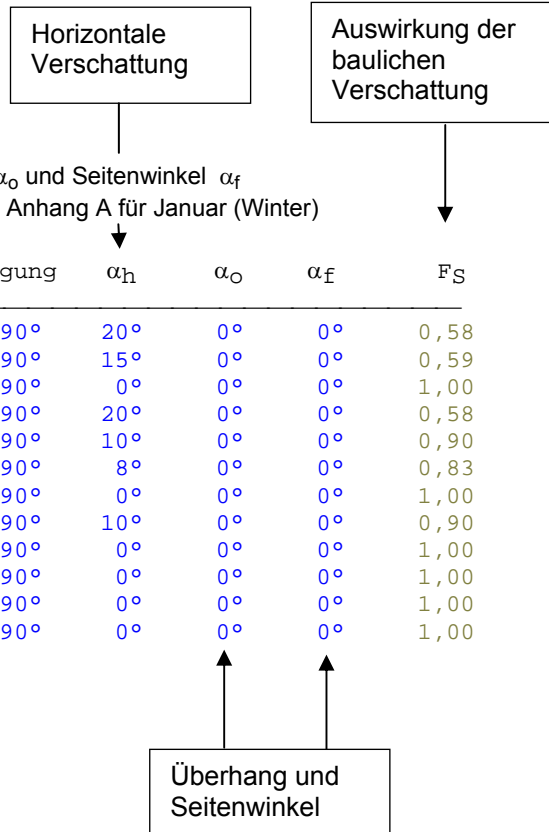 Horizontale
Verschattung
Auswirkung der
baulichen
Verschattung
α₀ und Seitenwinkel αf
Anhang A für Januar (Winter)
gung αh αo αf FS
90° 20° 0° 0° 0,58
90° 15° 0° 0° 0,59
90° 0° 0° 0° 1,00
90° 20° 0° 0° 0,58
90° 10° 0° 0° 0,90
90° 8° 0° 0° 0,83
90° 0° 0° 0° 1,00
90° 10° 0° 0° 0,90
90° 0° 0° 0° 1,00
90° 0° 0° 0° 1,00
90° 0° 0° 0° 1,00
90° 0° 0° 0° 1,00
Überhang und
Seitenwinkel